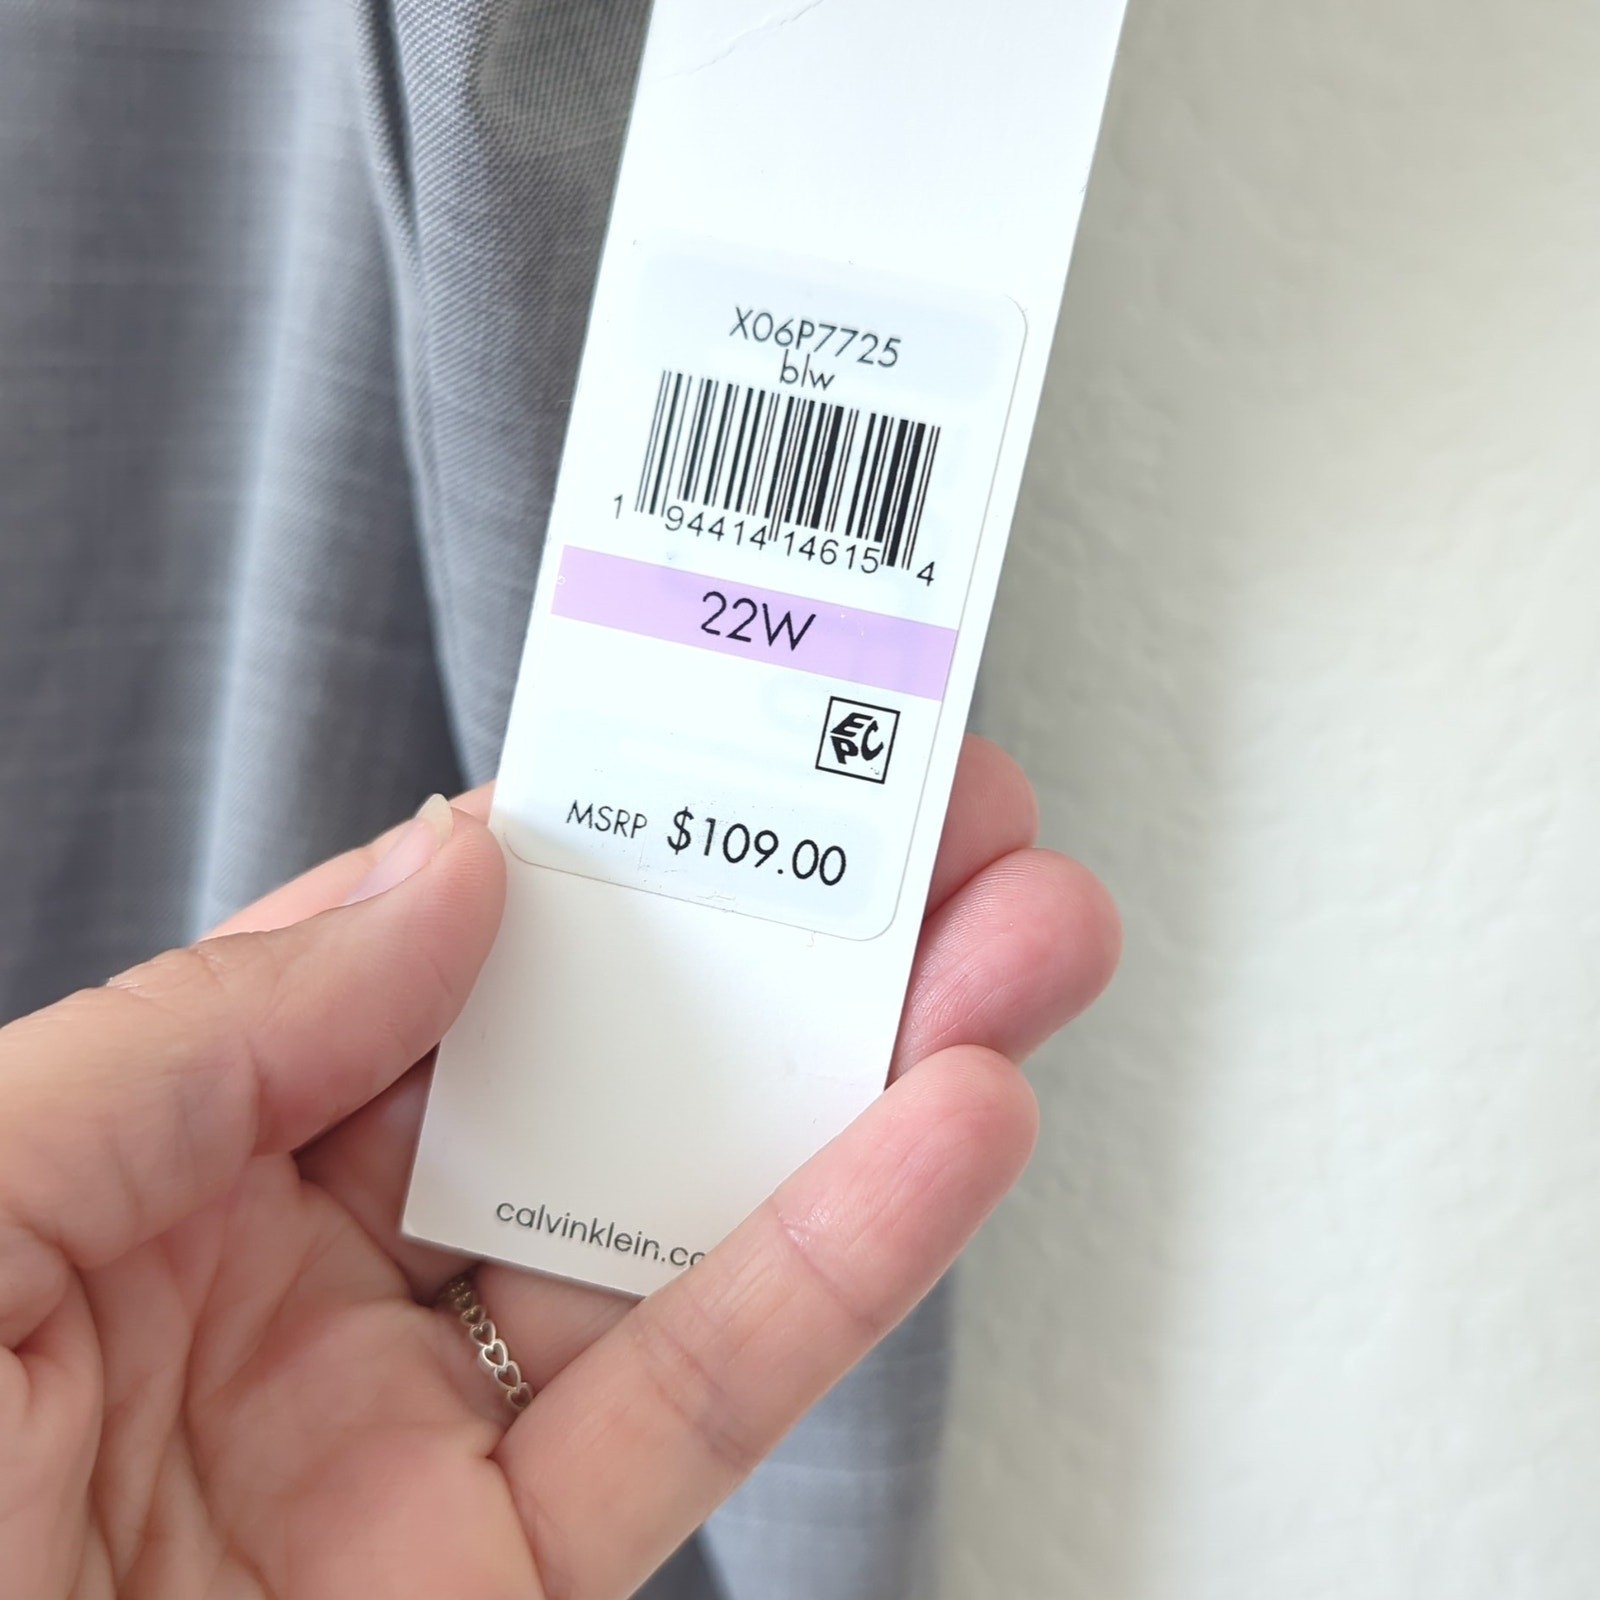 X06P7725
blw
1 94414 14615 4
22W
EPC
MSRP $109.00
calvinklein.co